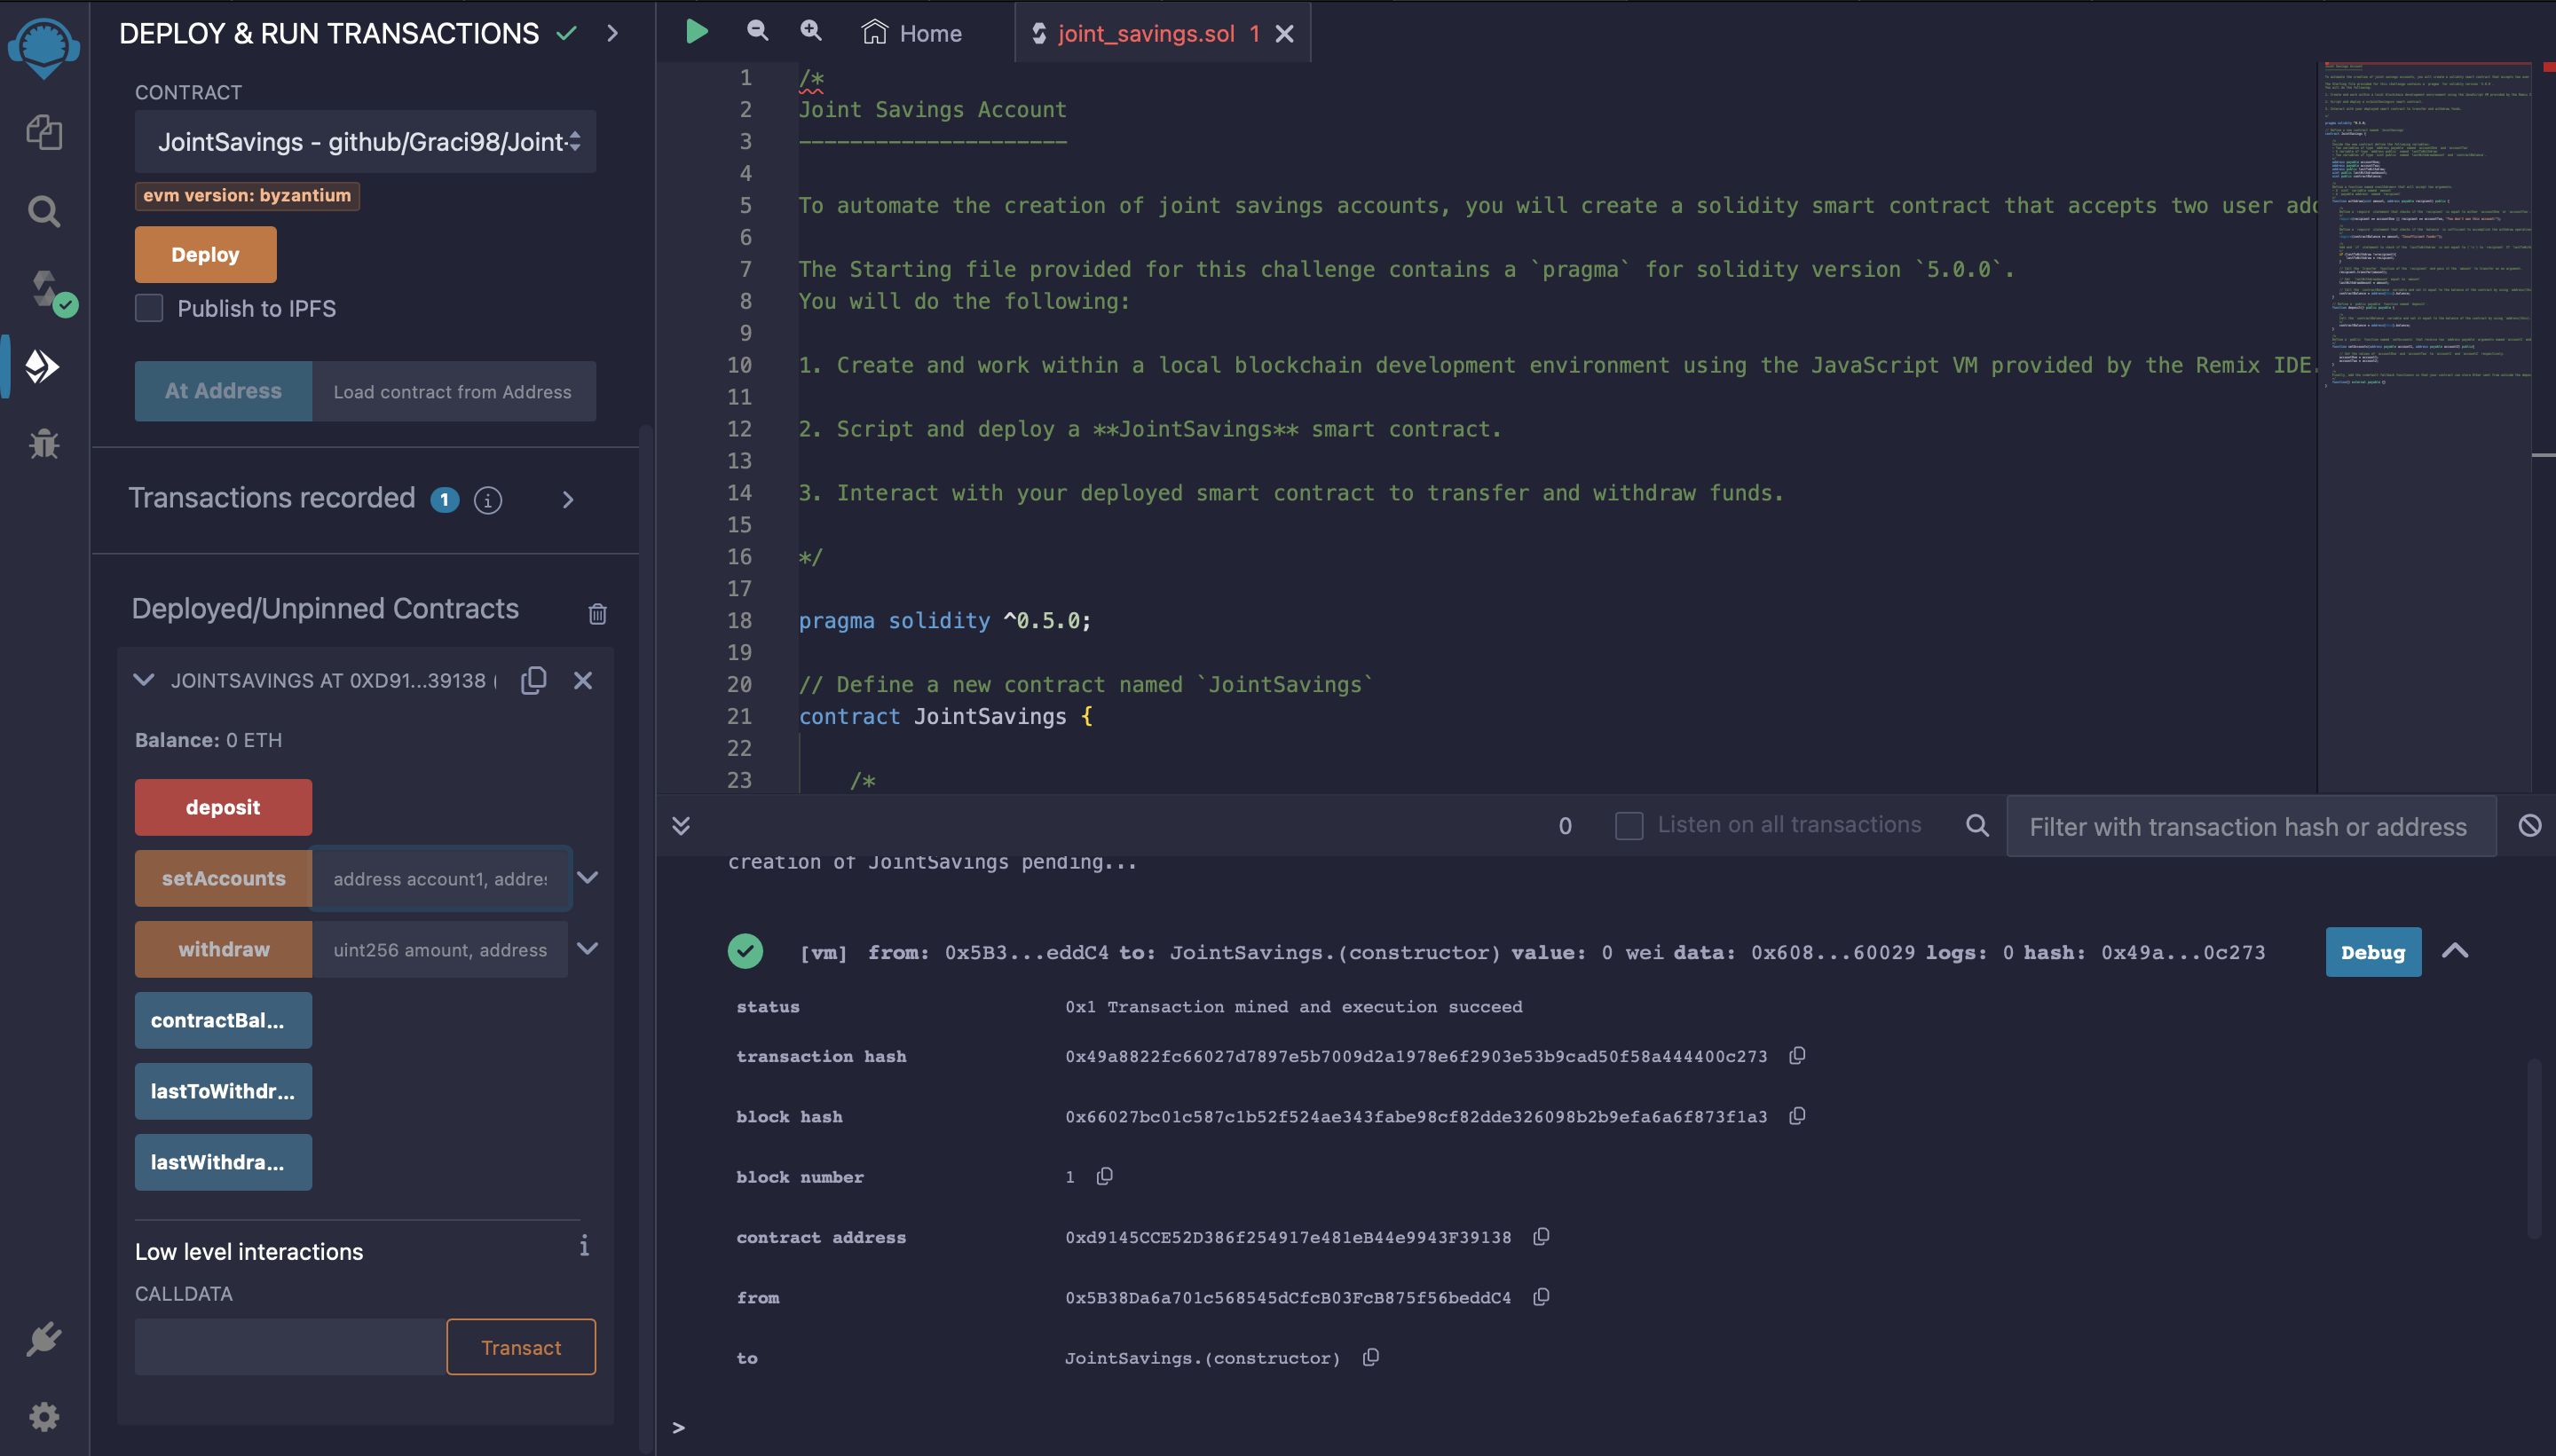 DEPLOY & RUN TRANSACTIONS
CONTRACT
JointSavings - github/Graci98/Joint-
evm version: byzantium
Deploy
Publish to IPFS
At Address
Load contract from Address
Transactions recorded 1
Deployed/Unpinned Contracts
JOINTSAVINGS AT 0XD91...39138 (
Balance: 0 ETH
deposit
setAccounts
address account1, addre
withdraw
uint256 amount, address
contractBal...
lastToWithdr...
lastWithdra...
Low level interactions
CALLDATA
Transact
Home
joint_savings.sol 1
1 /*
2 Joint Savings Account
3 ---------------------
4
5 To automate the creation of joint savings accounts, you will create a solidity smart contract that accepts two user add
6
7 The Starting file provided for this challenge contains a `pragma` for solidity version `5.0.0`.
8 You will do the following:
9
10 1. Create and work within a local blockchain development environment using the JavaScript VM provided by the Remix IDE.
11
12 2. Script and deploy a **JointSavings** smart contract.
13
14 3. Interact with your deployed smart contract to transfer and withdraw funds.
15
16 */
17
18 pragma solidity ^0.5.0;
19
20 // Define a new contract named `JointSavings`
21 contract JointSavings {
22
23 /*
0
Listen on all transactions
Filter with transaction hash or address
creation of JointSavings pending...
[vm] from: 0x5B3...eddC4 to: JointSavings.(constructor) value: 0 wei data: 0x608...60029 logs: 0 hash: 0x49a...0c273
Debug
status 0x1 Transaction mined and execution succeed
transaction hash 0x49a8822fc66027d7897e5b7009d2a1978e6f2903e53b9cad50f58a444400c273
block hash 0x66027bc01c587c1b52f524ae343fabe98cf82dde326098b2b9efa6a6f873f1a3
block number 1
contract address 0xd9145CCE52D386f254917e481eB44e9943F39138
from 0x5B38Da6a701c568545dCfcB03FcB875f56beddC4
to JointSavings.(constructor)
>